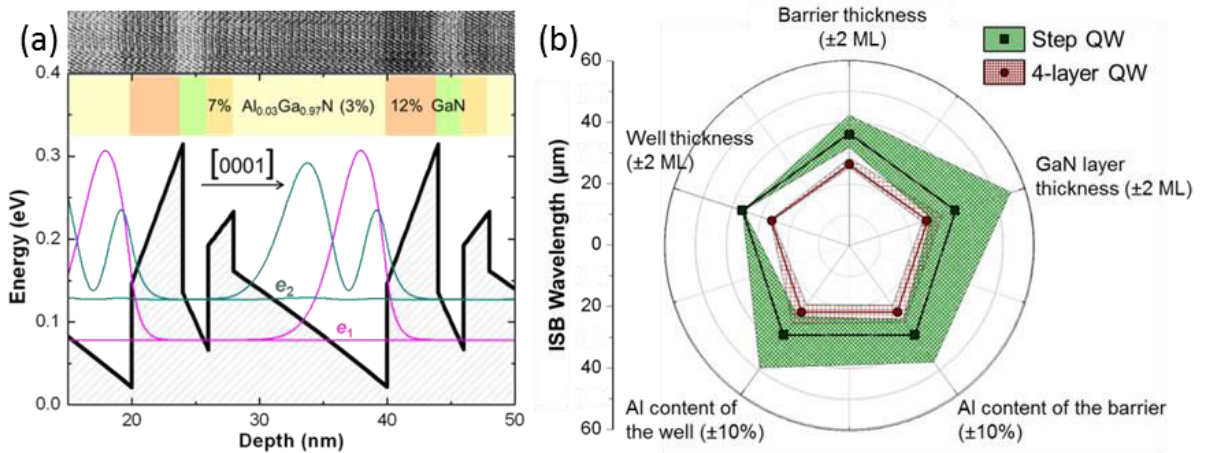 (a)
0.4
0.3
0.2
0.1
0.0
Energy (eV)
7% Al0.03Ga0.97N (3%) 12% GaN
[0001]
e2
e1
20 30 40 50
Depth (nm)
(b)
60
40
20
0
20
40
60
ISB Wavelength (µm)
Barrier thickness
(±2 ML)
Step QW
4-layer QW
Well thickness
(±2 ML)
GaN layer
thickness (±2 ML)
Al content of
the well (±10%)
Al content of the barrier
(±10%)